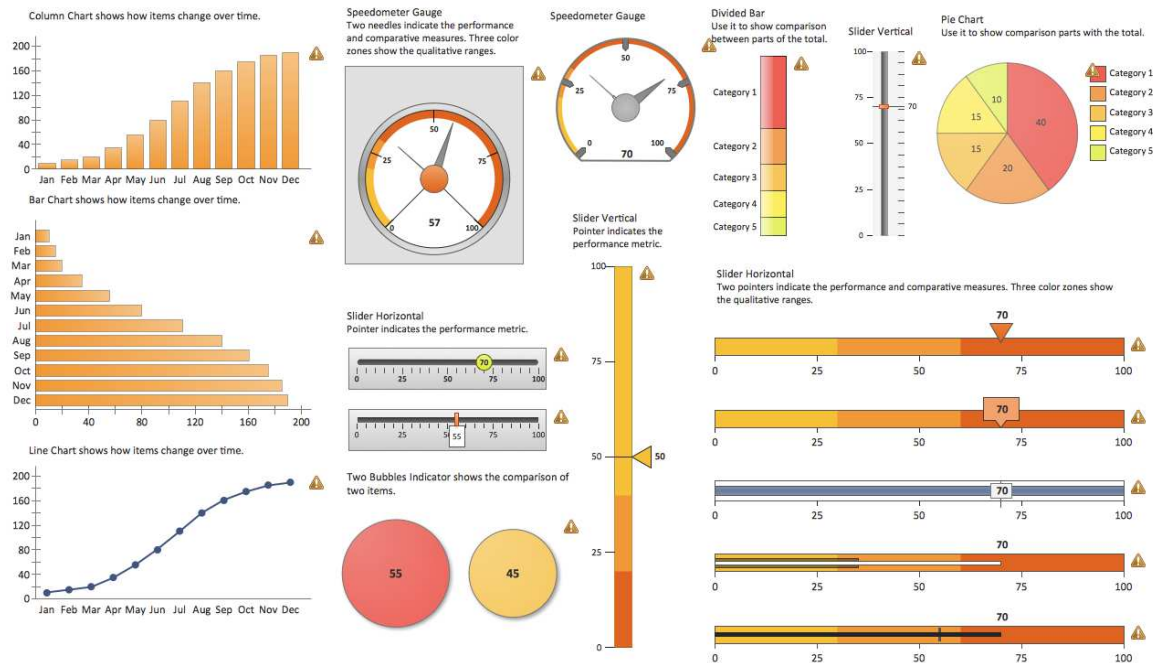 Column Chart shows how items change over time.
200
160
120
80
40
0
Jan Feb Mar Apr May Jun Jul Aug Sep Oct Nov Dec
Bar Chart shows how items change over time.
Jan
Feb
Mar
Apr
May
Jun
Jul
Aug
Sep
Oct
Nov
Dec
0 40 80 120 160 200
Line Chart shows how items change over time.
200
160
120
80
40
0
Jan Feb Mar Apr May Jun Jul Aug Sep Oct Nov Dec
Speedometer Gauge
Two needles indicate the performance
and comparative measures. Three color
zones show the qualitative ranges.
50
25 75
0 57 100
Slider Horizontal
Pointer indicates the performance metric.
70
0 25 50 75 100
0 25 50 75 100
55
Two Bubbles Indicator shows the comparison of
two items.
55 45
Speedometer Gauge
50
25 75
0 100
70
Slider Vertical
Pointer indicates the
performance metric.
100
75
50 50
25
0
Divided Bar
Use it to show comparison
between parts of the total.
Category 1
Category 2
Category 3
Category 4
Category 5
Slider Vertical
100
75
70
50
25
0
Pie Chart
Use it to show comparison parts with the total.
10
15 40
15
20
Category 1
Category 2
Category 3
Category 4
Category 5
Slider Horizontal
Two pointers indicate the performance and comparative measures. Three color zones show
the qualitative ranges.
70
0 25 50 75 100
70
0 25 50 75 100
70
0 25 50 75 100
70
0 25 50 75 100
70
0 25 50 75 100